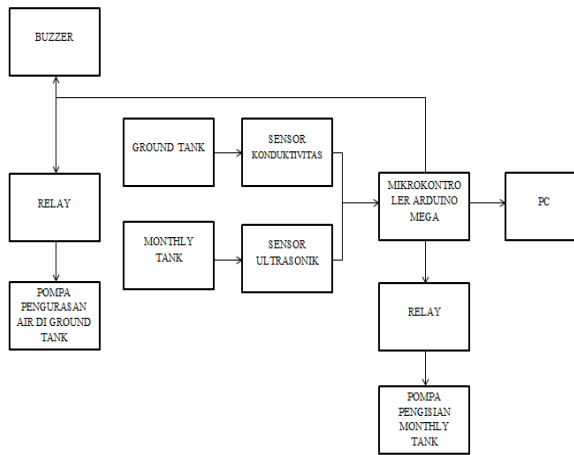 BUZZER
GROUND TANK
SENSOR
KONDUKTIVITAS
RELAY
MIKROKONTRO
LER ARDUINO
MEGA
PC
MONTHLY
TANK
SENSOR
ULTRASONIK
POMPA
PENGURASAN
AIR DI GROUND
TANK
RELAY
POMPA
PENGISIAN
MONTHLY
TANK